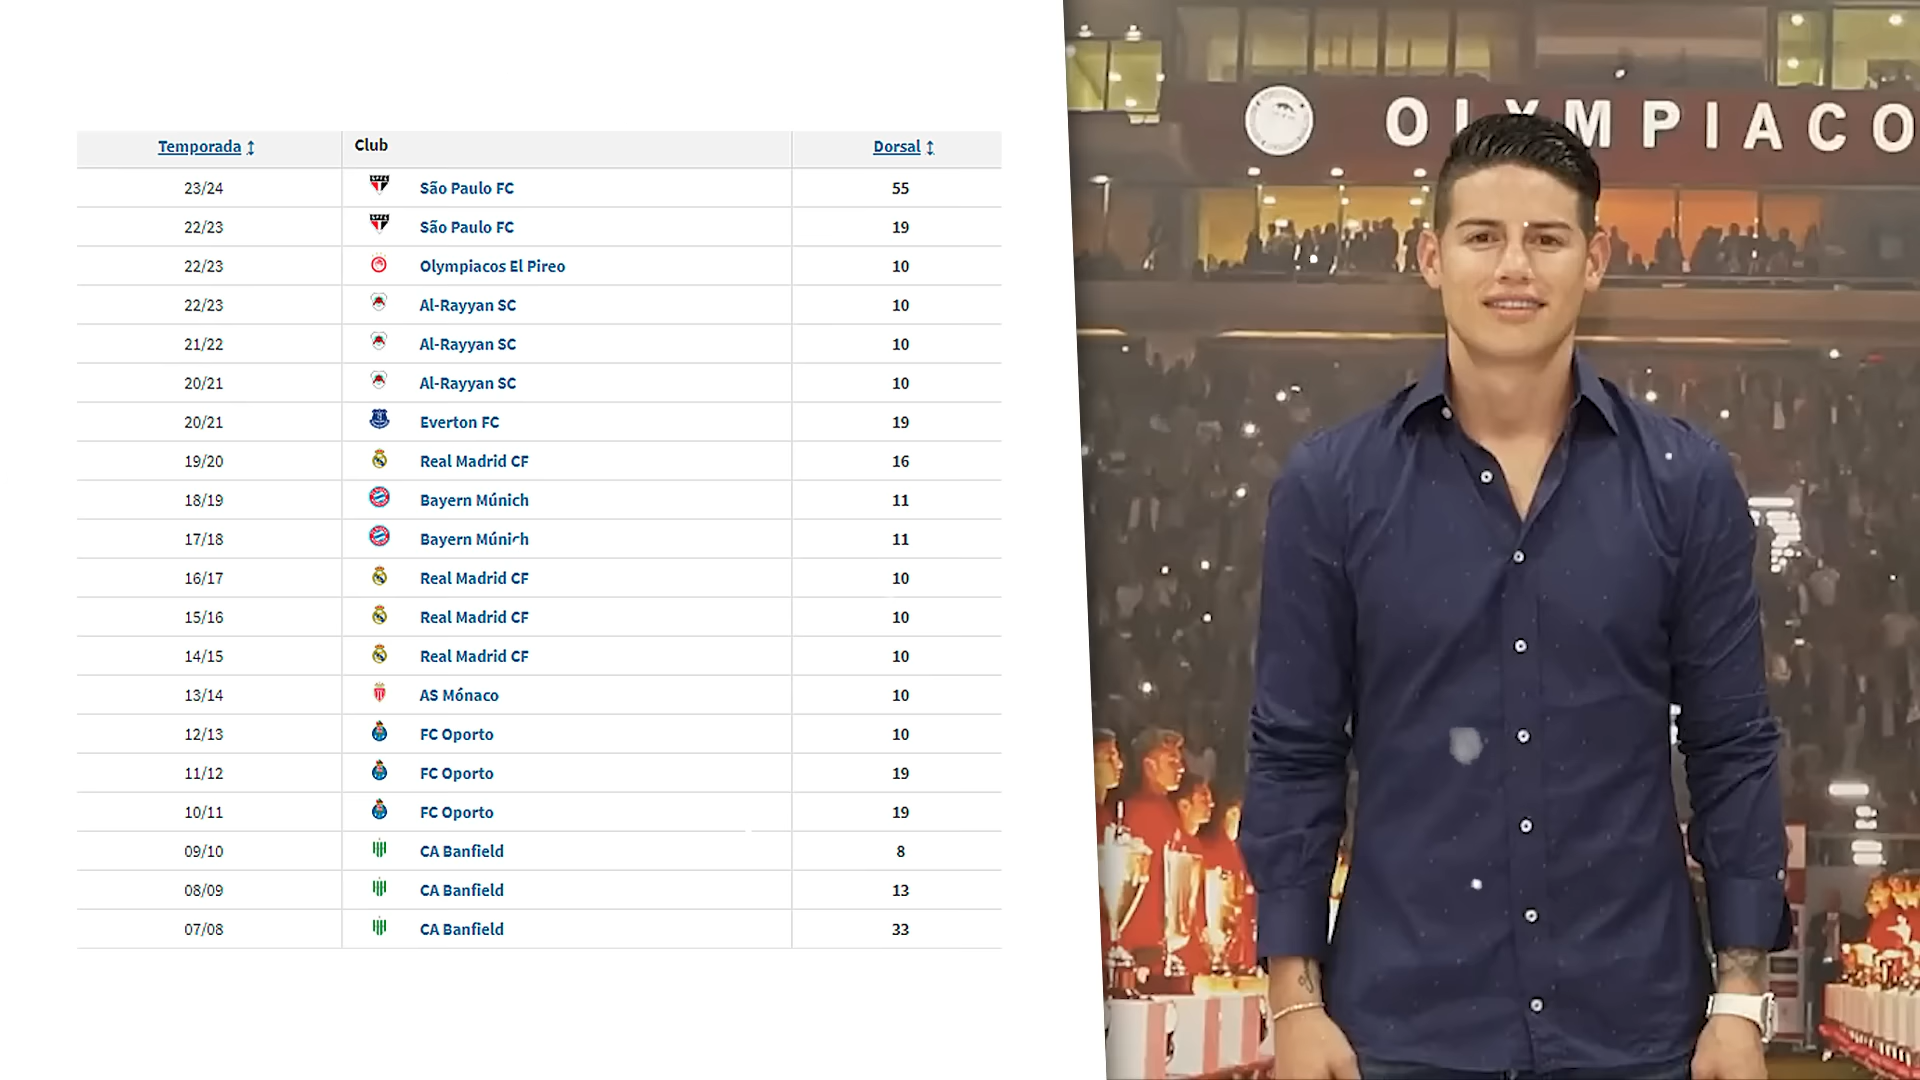 Temporada ↕ Club Dorsal ↕
23/24 São Paulo FC 55
22/23 São Paulo FC 19
22/23 Olympiacos El Pireo 10
22/23 Al-Rayyan SC 10
21/22 Al-Rayyan SC 10
20/21 Al-Rayyan SC 10
20/21 Everton FC 19
19/20 Real Madrid CF 16
18/19 Bayern Múnich 11
17/18 Bayern Múnich 11
16/17 Real Madrid CF 10
15/16 Real Madrid CF 10
14/15 Real Madrid CF 10
13/14 AS Mónaco 10
12/13 FC Oporto 10
11/12 FC Oporto 19
10/11 FC Oporto 19
09/10 CA Banfield 8
08/09 CA Banfield 13
07/08 CA Banfield 33
OLYMPIACO